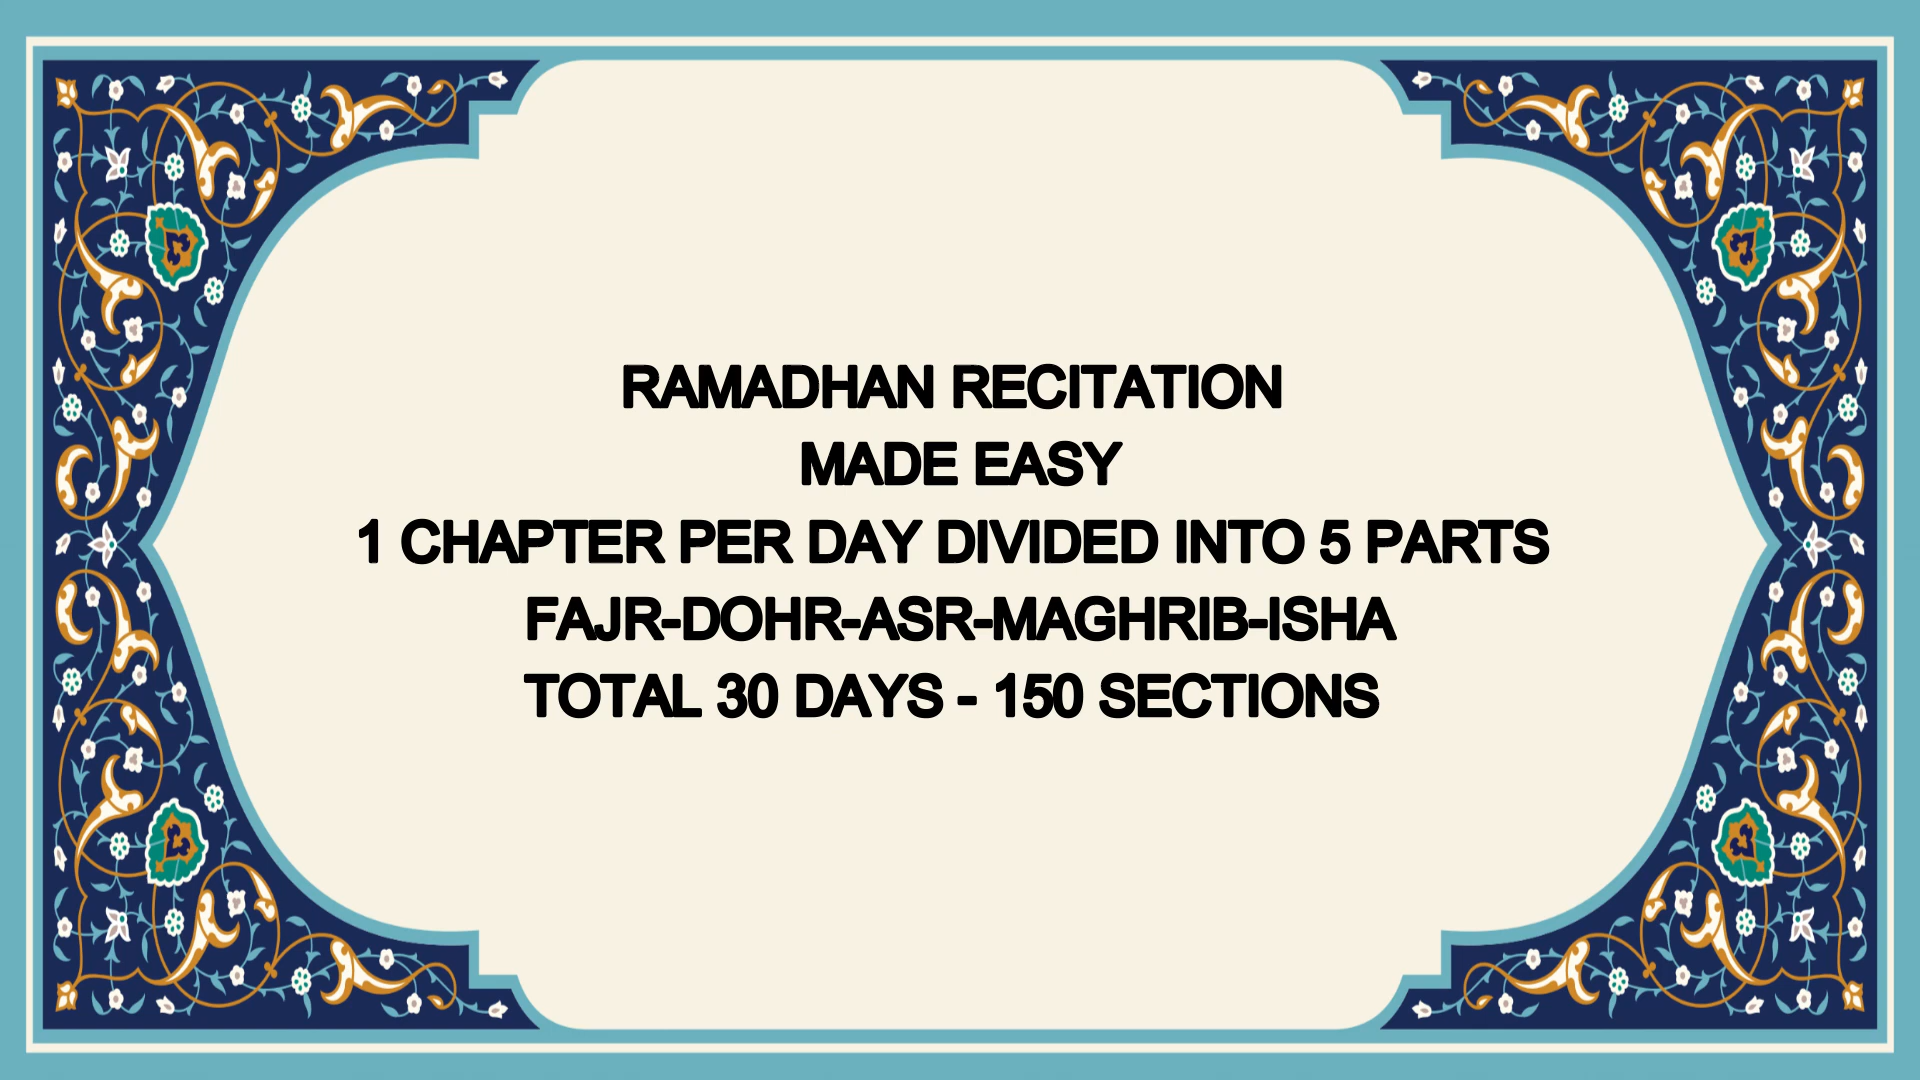 RAMADHAN RECITATION
MADE EASY
1 CHAPTER PER DAY DIVIDED INTO 5 PARTS
FAJR-DOHR-ASR-MAGHRIB-ISHA
TOTAL 30 DAYS - 150 SECTIONS